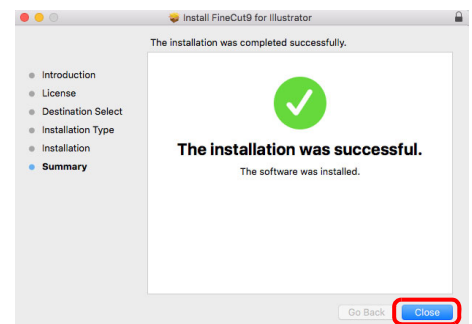 Install FineCut9 for Illustrator
The installation was completed successfully.
Introduction
License
Destination Select
Installation Type
Installation
Summary
The installation was successful.
The software was installed.
Go Back
Close